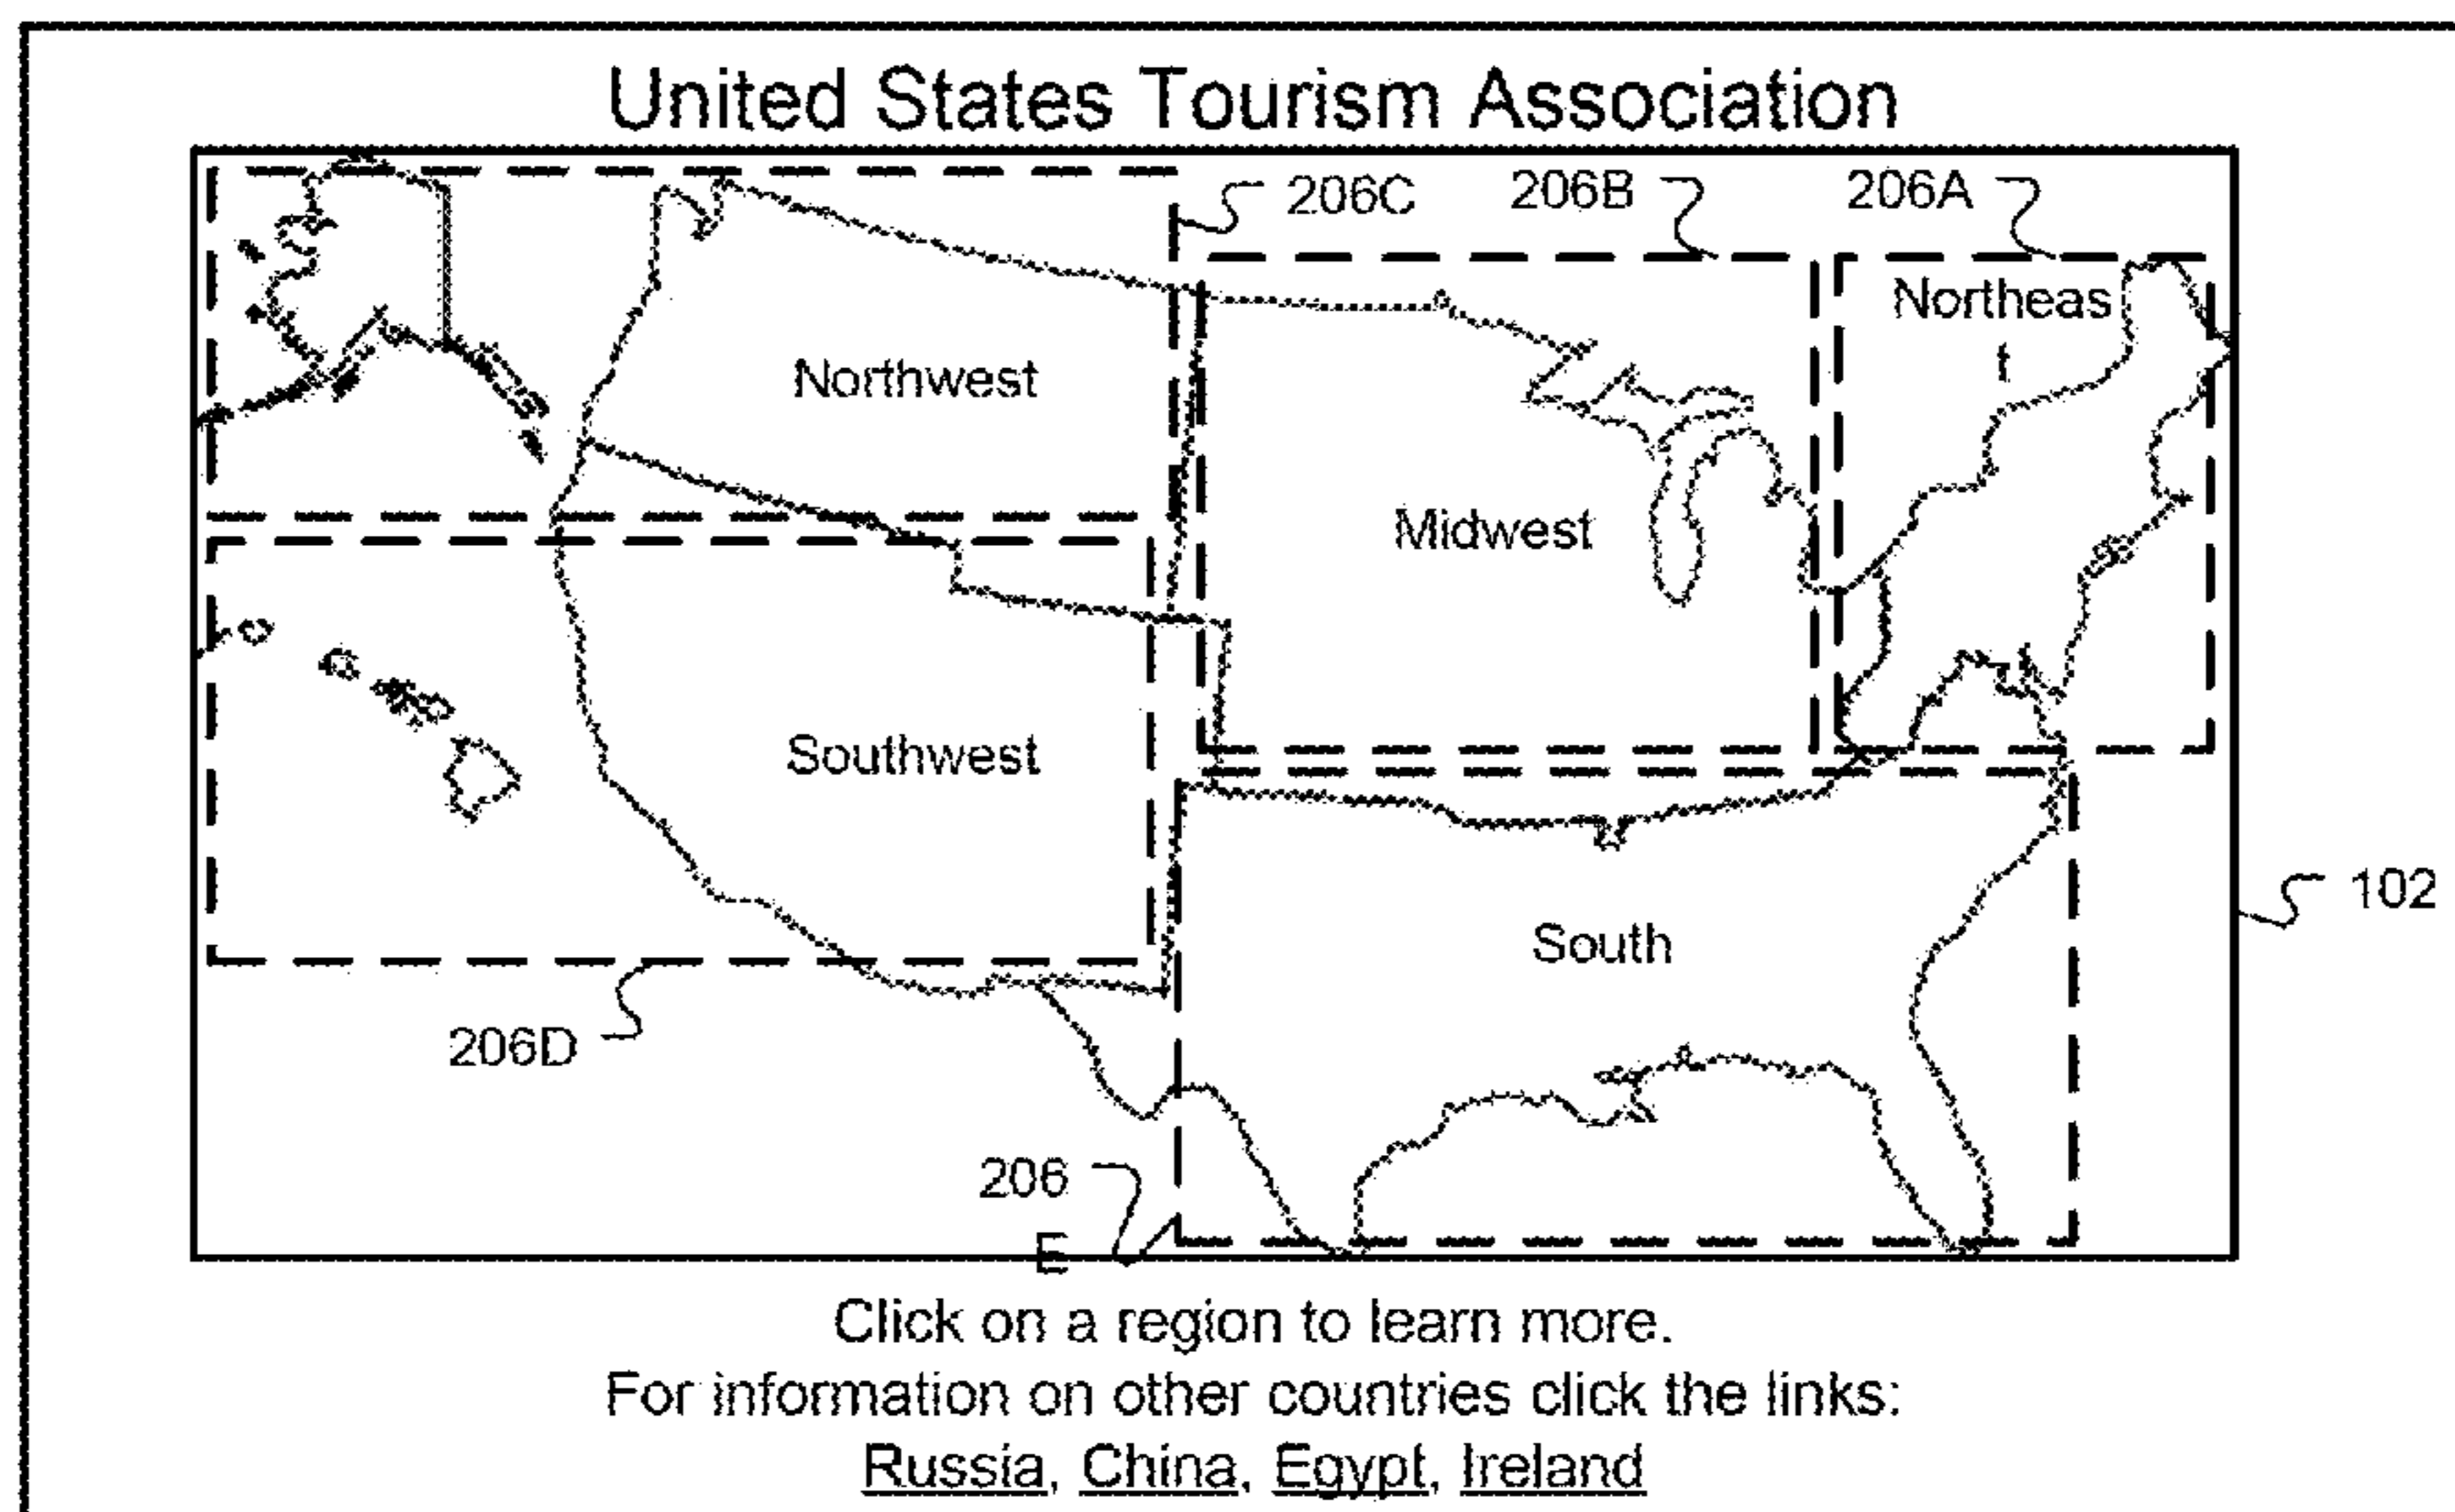 United States Tourism Association
206C 206B 206A
Northeas
t
Northwest
Midwest
Southwest
102
South
206D
206
E
Click on a region to learn more.
For information on other countries click the links:
Russia, China, Egypt, Ireland